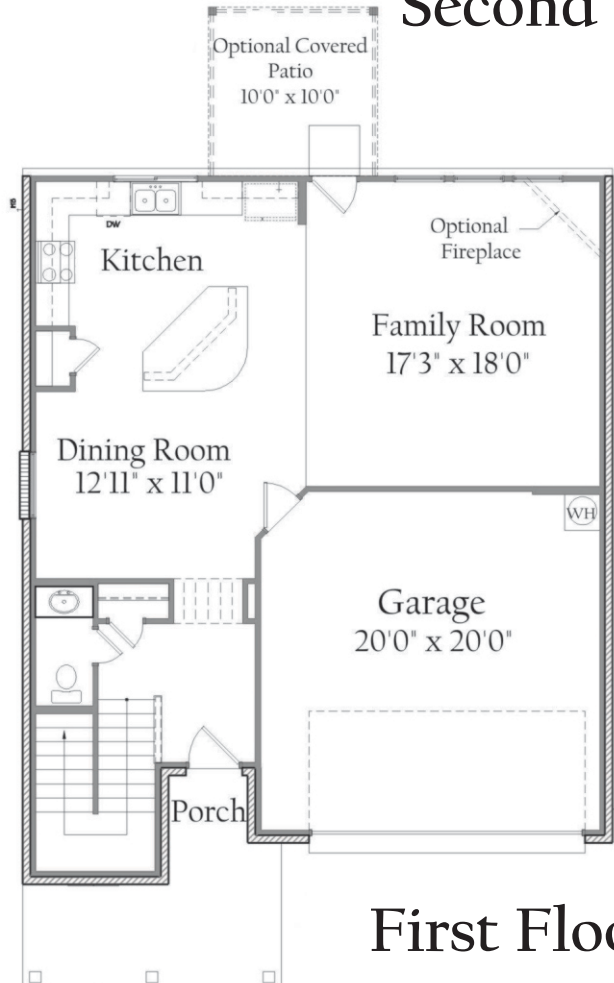 Second
Optional Covered
Patio
10'0" x 10'0"
DW
Kitchen
Optional
Fireplace
Family Room
17'3" x 18'0"
Dining Room
12'11" x 11'0"
WH
Garage
20'0" x 20'0"
Porch
First Floo